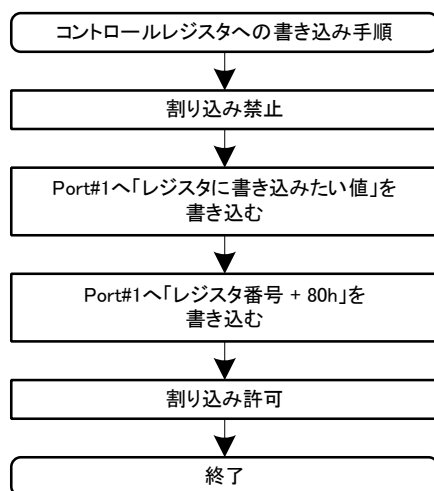 コントロールレジスタへの書き込み手順
割り込み禁止
Port#1へ「レジスタに書き込みたい値」を
書き込む
Port#1へ「レジスタ番号 + 80h」を
書き込む
割り込み許可
終了